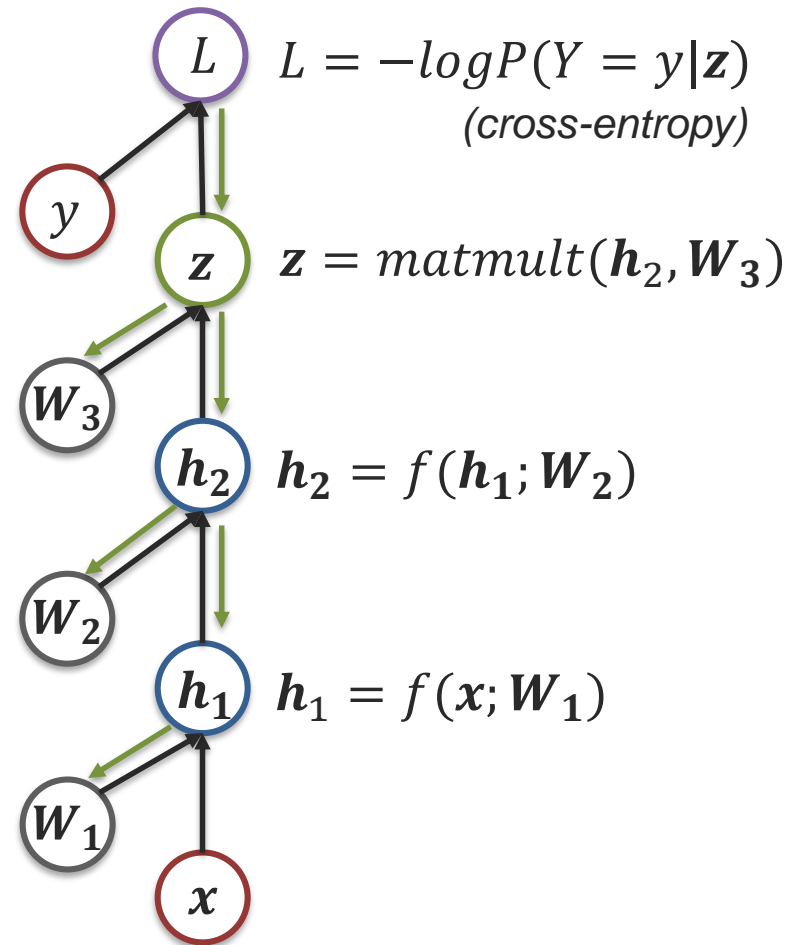 L L = −logP(Y = y|z)
(cross-entropy)
y
z z = matmult(h₂, W₃)
W₃
h₂ h₂ = f(h₁; W₂)
W₂
h₁ h₁ = f(x; W₁)
W₁
x